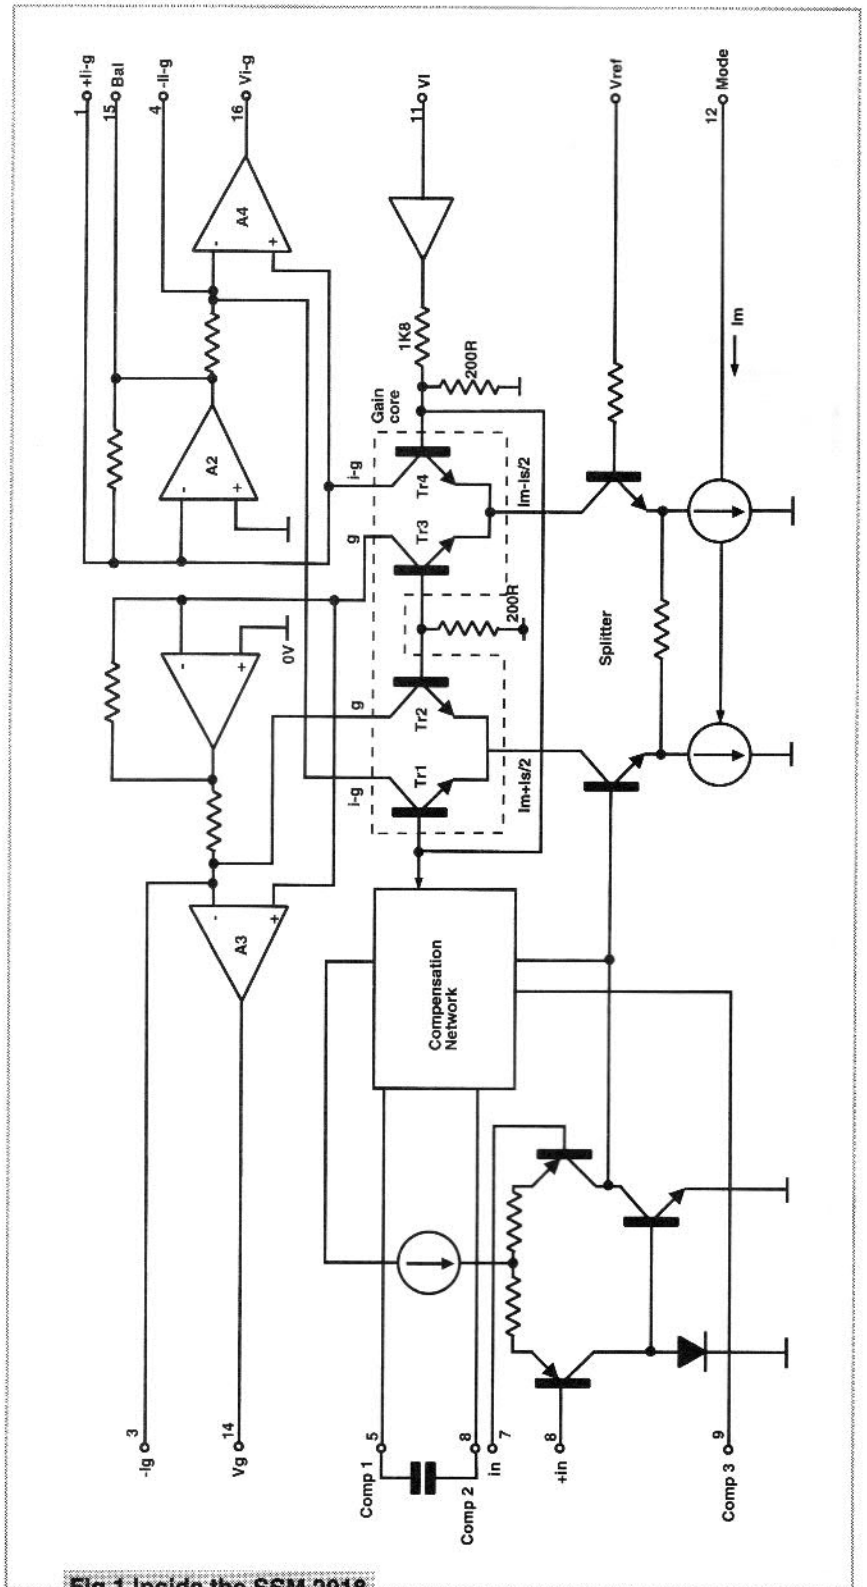 1 +Ii-g
15 Bal
4 -Ii-g
16 Vi-g
11 VI
Vref
12 Mode
A4
-
+
A2
-
+
1K8
200R
Gain
core
Im
i-g
g
Tr4
Tr3
Im-Is/2
-
+
0V
200R
Splitter
g
i-g
Tr2
Tr1
Im+Is/2
A3
-
+
Compensation
Network
3
-Ig
14
Vg
5
Comp 1
8
Comp 2
7
in
8
+in
9
Comp 3
Fig 1 Inside the SSM 2018